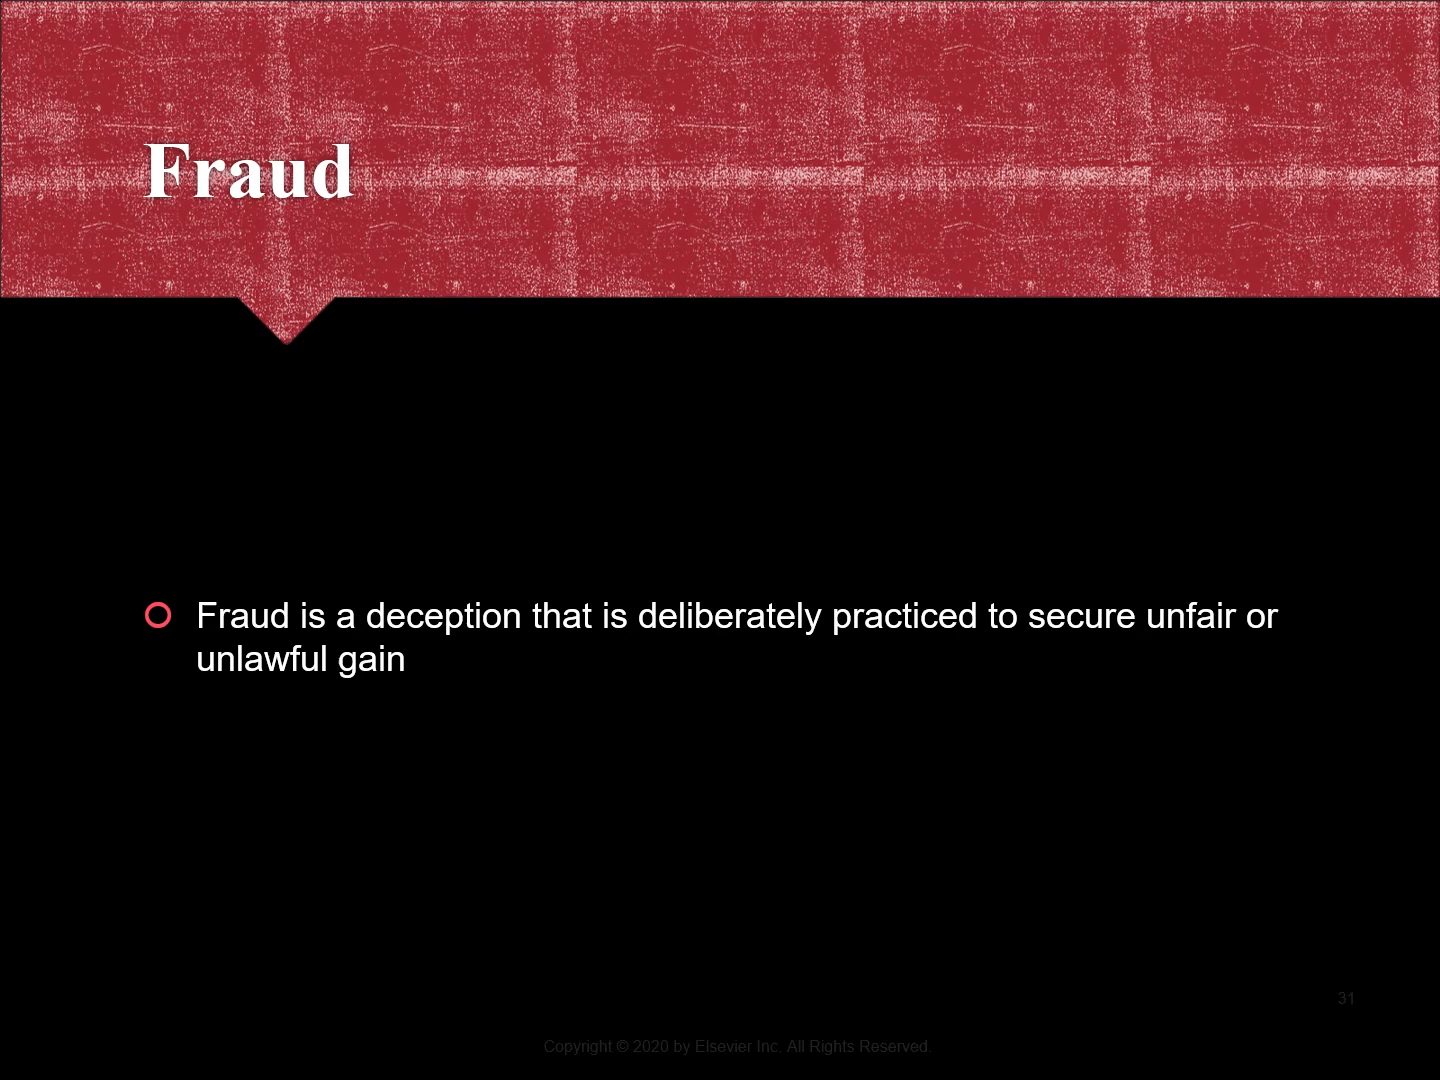 Fraud
Fraud is a deception that is deliberately practiced to secure unfair or
unlawful gain
31
Copyright © 2020 by Elsevier Inc. All Rights Reserved.